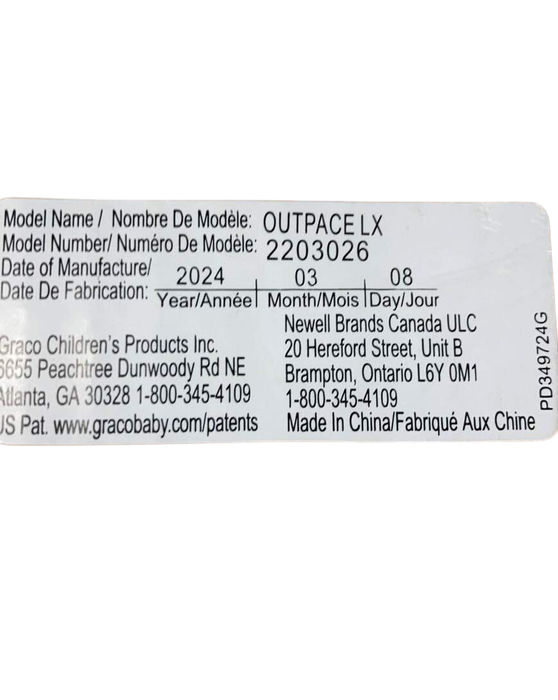 Model Name / Nombre De Modèle: OUTPACE LX
Model Number/ Numéro De Modèle: 2203026
Date of Manufacture/
Date De Fabrication: 2024 03 08
Year/Année Month/Mois Day/Jour
Graco Children's Products Inc.
6655 Peachtree Dunwoody Rd NE
Atlanta, GA 30328 1-800-345-4109
US Pat. www.gracobaby.com/patents
Newell Brands Canada ULC
20 Hereford Street, Unit B
Brampton, Ontario L6Y 0M1
1-800-345-4109
Made In China/Fabriqué Aux Chine
PD349724G